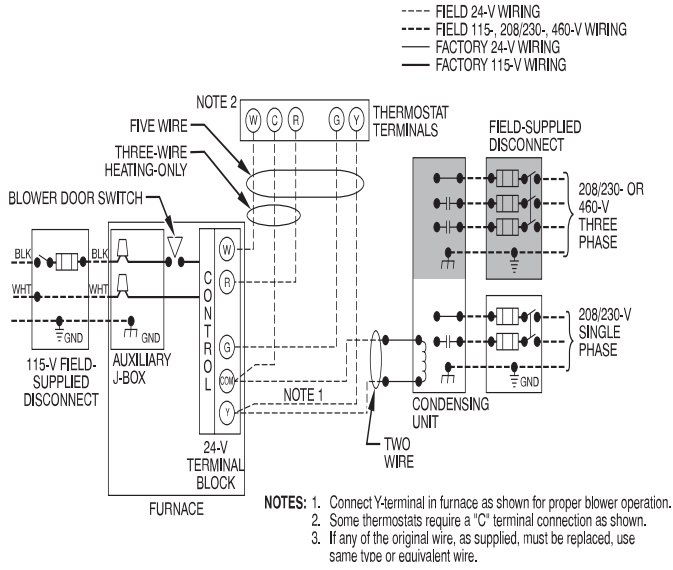 FIELD 24-V WIRING
FIELD 115-, 208/230-, 460-V WIRING
FACTORY 24-V WIRING
FACTORY 115-V WIRING
NOTE 2
W C R G Y
THERMOSTAT
TERMINALS
FIVE WIRE
THREE-WIRE
HEATING-ONLY
BLOWER DOOR SWITCH
FIELD-SUPPLIED
DISCONNECT
208/230- OR
460-V
THREE
PHASE
BLK
BLK
WHT
WHT
GND
GND
115-V FIELD-
SUPPLIED
DISCONNECT
AUXILIARY
J-BOX
CONTROL
W
R
G
COM
Y
NOTE 1
24-V
TERMINAL
BLOCK
FURNACE
TWO
WIRE
CONDENSING
UNIT
GND
208/230-V
SINGLE
PHASE
NOTES: 1. Connect Y-terminal in furnace as shown for proper blower operation.
2. Some thermostats require a "C" terminal connection as shown.
3. If any of the original wire, as supplied, must be replaced, use
same type or equivalent wire.